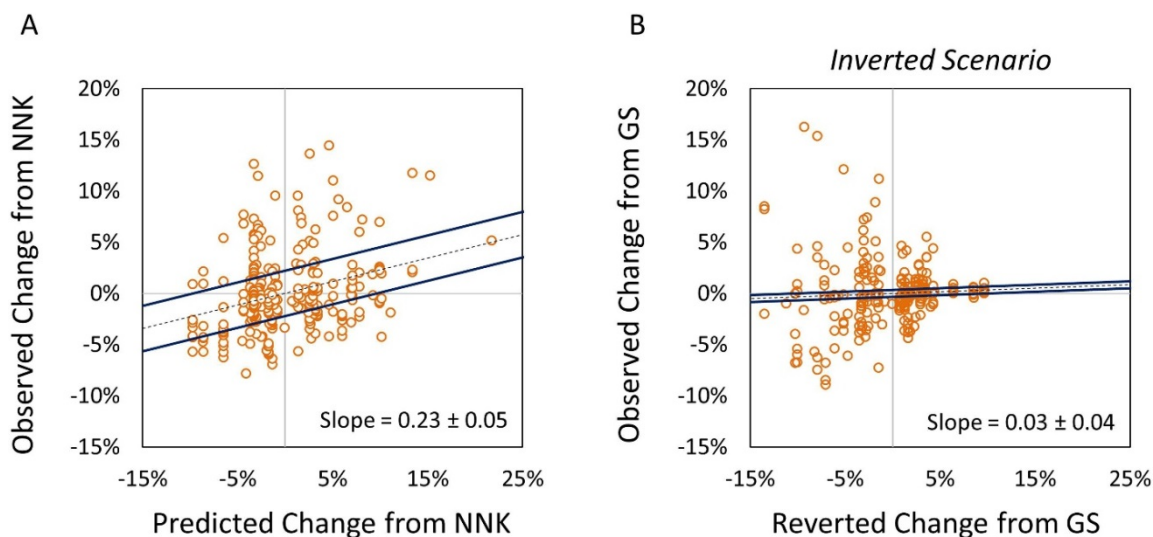 A
Observed Change from NNK
20%
15%
10%
5%
0%
-5%
-10%
-15%
Slope = 0.23 ± 0.05
-15%
-5%
5%
15%
25%
Predicted Change from NNK
B
Inverted Scenario
Observed Change from GS
20%
15%
10%
5%
0%
-5%
-10%
-15%
Slope = 0.03 ± 0.04
-15%
-5%
5%
15%
25%
Reverted Change from GS